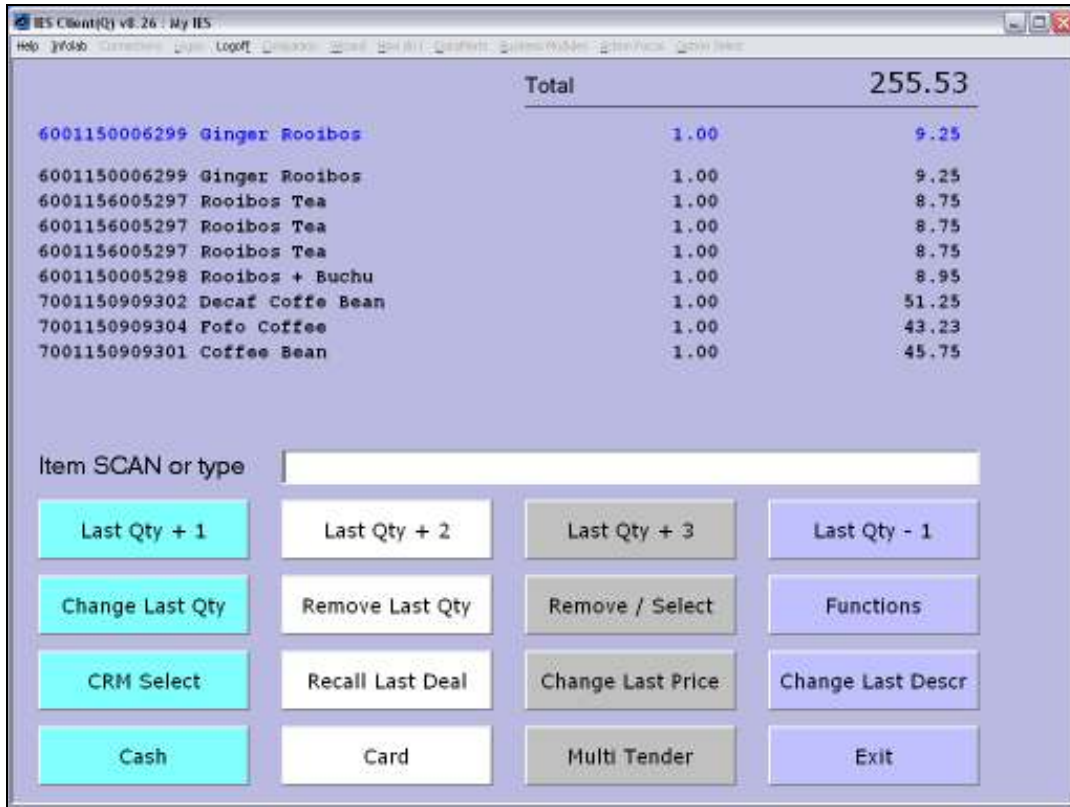 IES Client(Q) v8.26 : My IES
Help Infolab Logoff
Total 255.53
6001150006299 Ginger Rooibos 1.00 9.25
6001150006299 Ginger Rooibos 1.00 9.25
6001156005297 Rooibos Tea 1.00 8.75
6001156005297 Rooibos Tea 1.00 8.75
6001156005297 Rooibos Tea 1.00 8.75
6001150005298 Rooibos + Buchu 1.00 8.95
7001150909302 Decaf Coffe Bean 1.00 51.25
7001150909304 Fofo Coffee 1.00 43.23
7001150909301 Coffee Bean 1.00 45.75
Item SCAN or type
Last Qty + 1 Last Qty + 2 Last Qty + 3 Last Qty - 1
Change Last Qty Remove Last Qty Remove / Select Functions
CRM Select Recall Last Deal Change Last Price Change Last Descr
Cash Card Multi Tender Exit